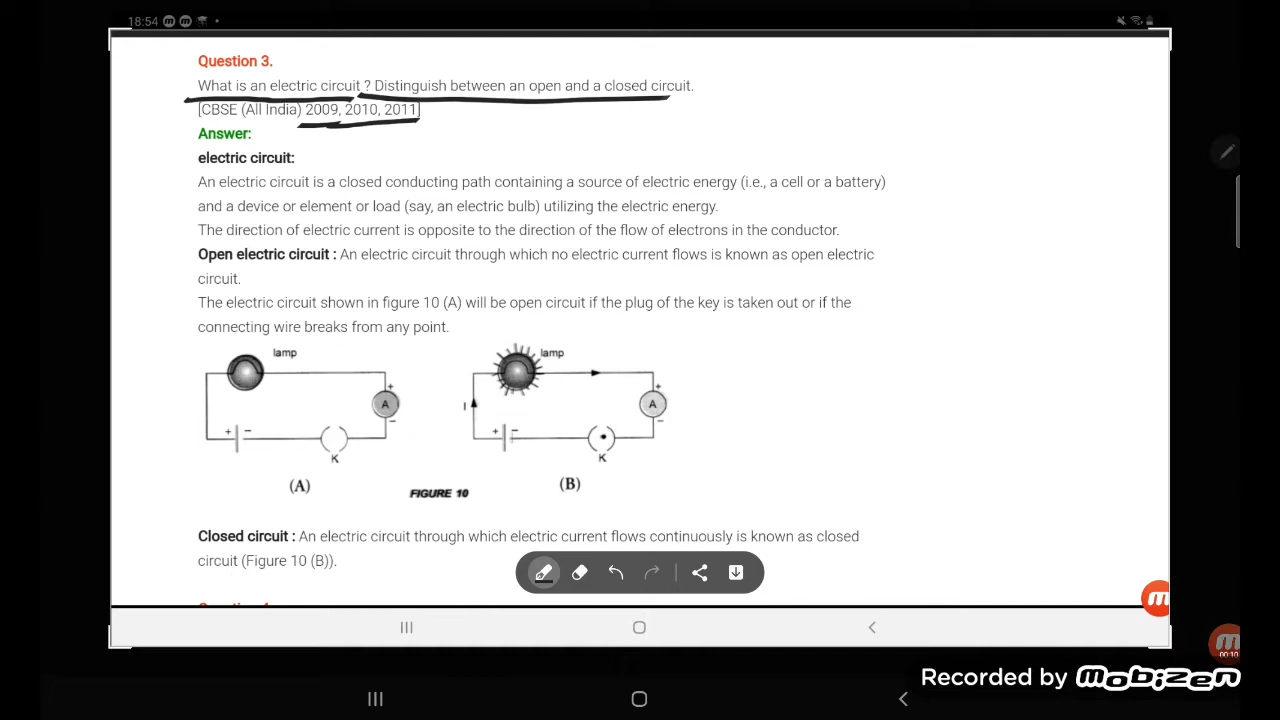 18:54
Question 3.
What is an electric circuit ? Distinguish between an open and a closed circuit.
[CBSE (All India) 2009, 2010, 2011]
Answer:
electric circuit:
An electric circuit is a closed conducting path containing a source of electric energy (i.e., a cell or a battery)
and a device or element or load (say, an electric bulb) utilizing the electric energy.
The direction of electric current is opposite to the direction of the flow of electrons in the conductor.
Open electric circuit : An electric circuit through which no electric current flows is known as open electric
circuit.
The electric circuit shown in figure 10 (A) will be open circuit if the plug of the key is taken out or if the
connecting wire breaks from any point.
lamp
+
A
−
+ −
K
(A)
lamp
I
+
A
−
+ −
K
(B)
FIGURE 10
Closed circuit : An electric circuit through which electric current flows continuously is known as closed
circuit (Figure 10 (B)).
00:10
Recorded by mobizen